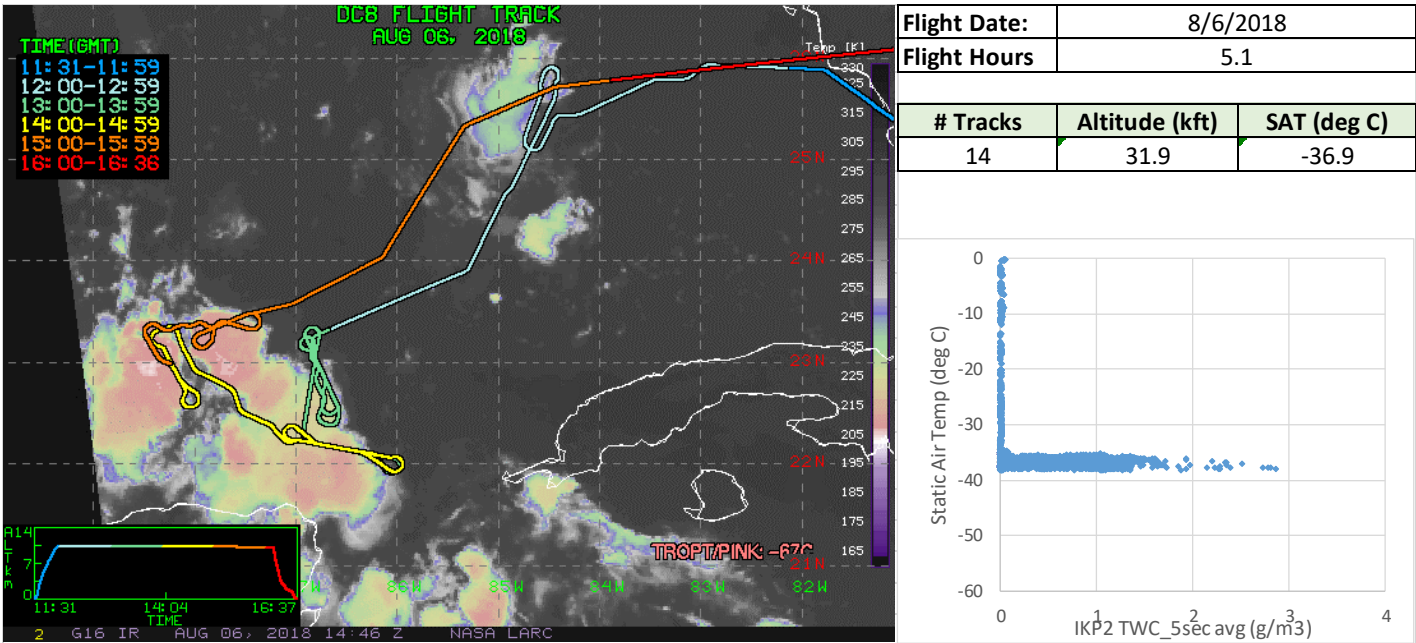 DC8 FLIGHT TRACK
AUG 06, 2018
TIME(GMT)
11:31-11:59
12:00-12:59
13:00-13:59
14:00-14:59
15:00-15:59
16:00-16:36
Temp [K]
330
325
315
305
295
285
275
265
255
245
235
225
215
205
195
185
175
165
25N
24N
23N
22N
21N
TROPT/PINK: -67C
86W
85W
84W
83W
82W
ALT km
14
7
0
11:31 14:04 16:37
TIME
2 G16 IR AUG 06, 2018 14:46 Z NASA LARC
Flight Date: 8/6/2018
Flight Hours 5.1
# Tracks Altitude (kft) SAT (deg C)
14 31.9 -36.9
0
-10
-20
-30
-40
-50
-60
Static Air Temp (deg C)
0 1 2 3 4
IKP2 TWC_5sec avg (g/m3)